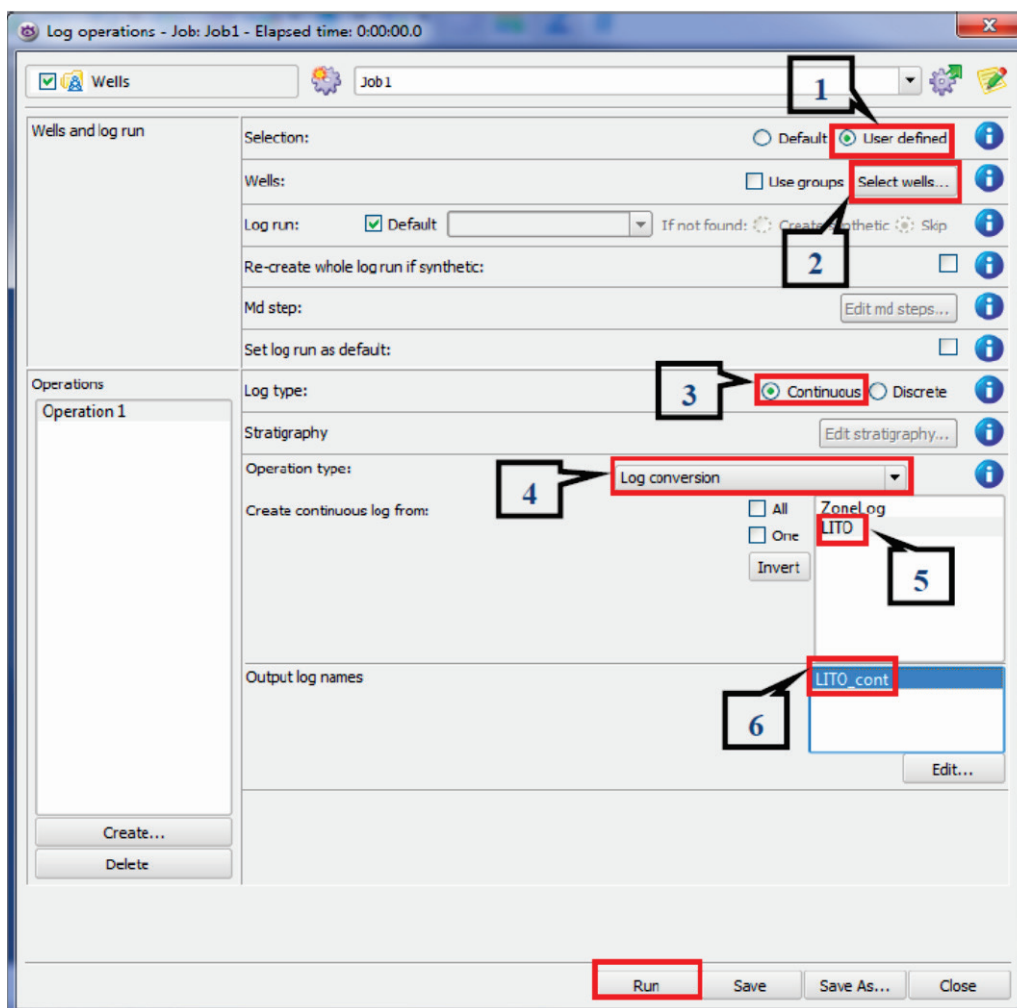 Log operations - Job: Job1 - Elapsed time: 0:00:00.0
Wells
Job1
1
Wells and log run
Selection: Default User defined
Wells: Use groups Select wells...
Log run: Default If not found: Create synthetic Skip
2
Re-create whole log run if synthetic:
Md step: Edit md steps...
Set log run as default:
Operations
Operation 1
Log type: Continuous Discrete
3
Stratigraphy Edit stratigraphy...
Operation type: Log conversion
4
Create continuous log from: All ZoneLog
One LITO
Invert
5
Output log names LITO_cont
6
Edit...
Create...
Delete
Run Save Save As... Close